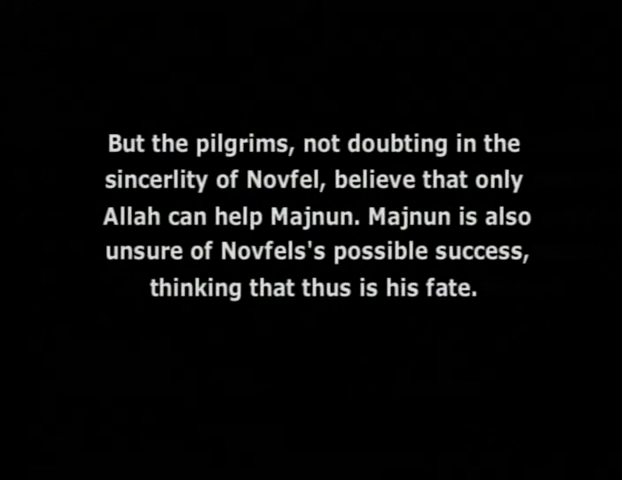 But the pilgrims, not doubting in the
sincerlity of Novfel, believe that only
Allah can help Majnun. Majnun is also
unsure of Novfels's possible success,
thinking that thus is his fate.